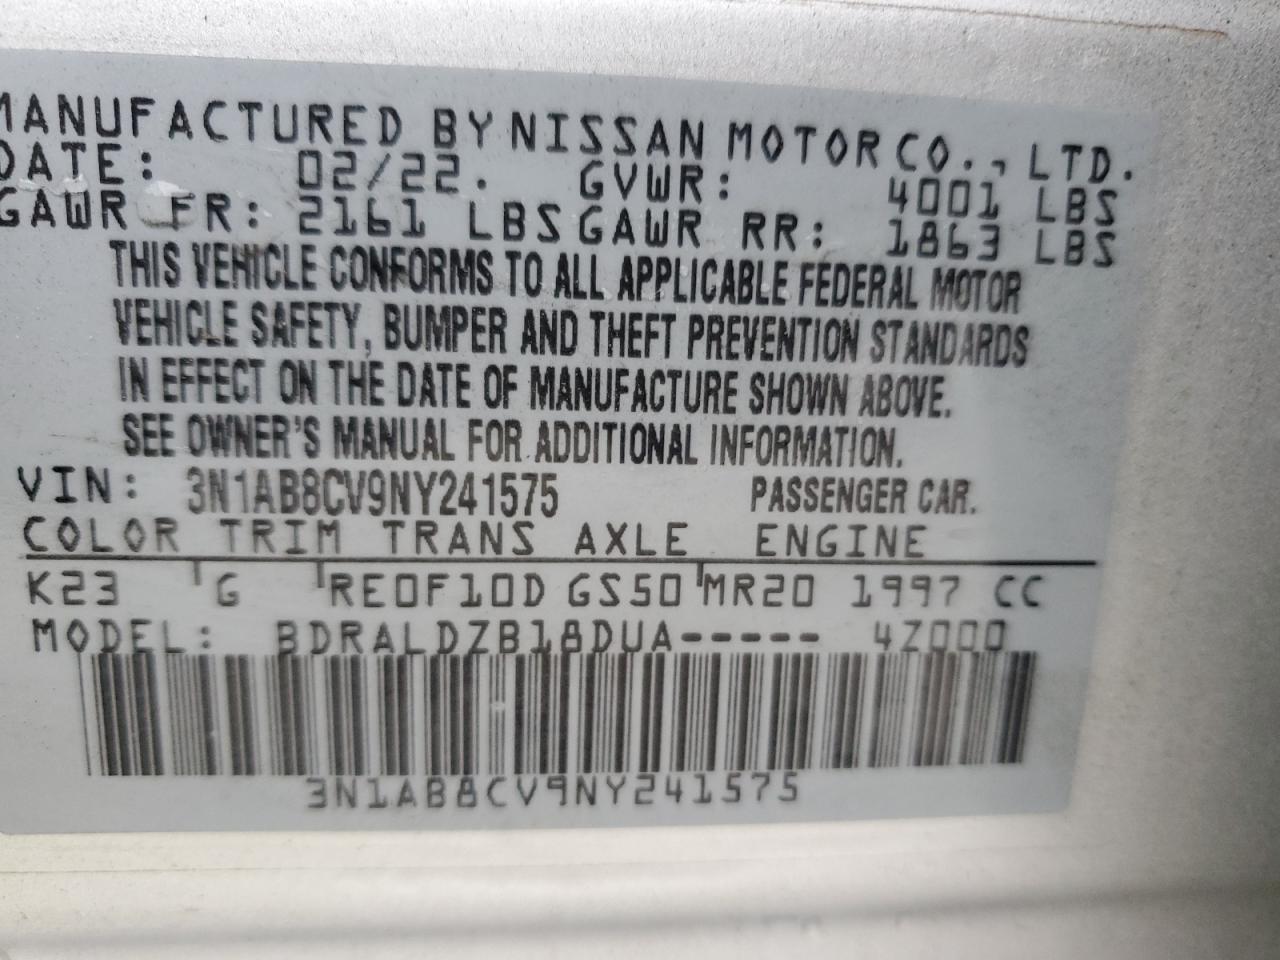 MANUFACTURED BY NISSAN MOTOR CO., LTD.
DATE: 02/22. GVWR: 4001 LBS
GAWR FR: 2161 LBS GAWR RR: 1863 LBS
THIS VEHICLE CONFORMS TO ALL APPLICABLE FEDERAL MOTOR
VEHICLE SAFETY, BUMPER AND THEFT PREVENTION STANDARDS
IN EFFECT ON THE DATE OF MANUFACTURE SHOWN ABOVE.
SEE OWNER'S MANUAL FOR ADDITIONAL INFORMATION.
VIN: 3N1AB8CV9NY241575 PASSENGER CAR.
COLOR TRIM TRANS AXLE ENGINE
K23 G RE0F10D GS50 MR20 1997 CC
MODEL: BDRALDZB18DUA----- 4Z000
3N1AB8CV9NY241575